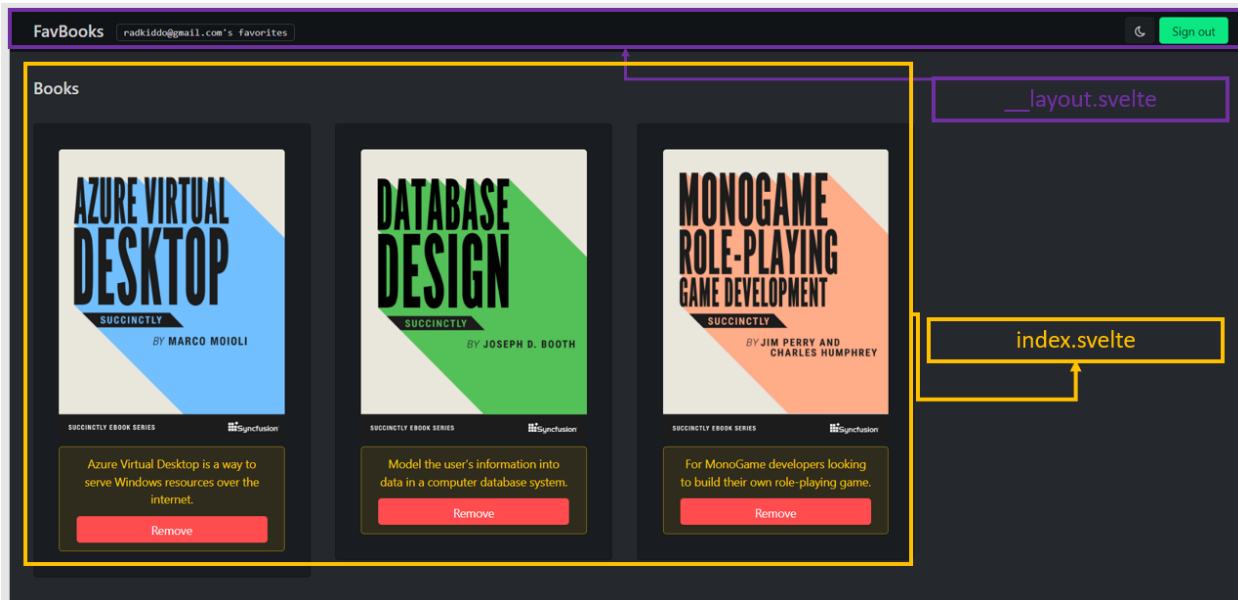 FavBooks radkiddo@gmail.com's favorites Sign out
__layout.svelte
Books
AZURE VIRTUAL
DESKTOP
SUCCINCTLY
BY MARCO MOIOLI
SUCCINCTLY EBOOK SERIES Syncfusion
Azure Virtual Desktop is a way to
serve Windows resources over the
internet.
Remove
DATABASE
DESIGN
SUCCINCTLY
BY JOSEPH D. BOOTH
SUCCINCTLY EBOOK SERIES Syncfusion
Model the user's information into
data in a computer database system.
Remove
MONOGAME
ROLE-PLAYING
GAME DEVELOPMENT
SUCCINCTLY
BY JIM PERRY AND
CHARLES HUMPHREY
SUCCINCTLY EBOOK SERIES Syncfusion
For MonoGame developers looking
to build their own role-playing game.
Remove
index.svelte